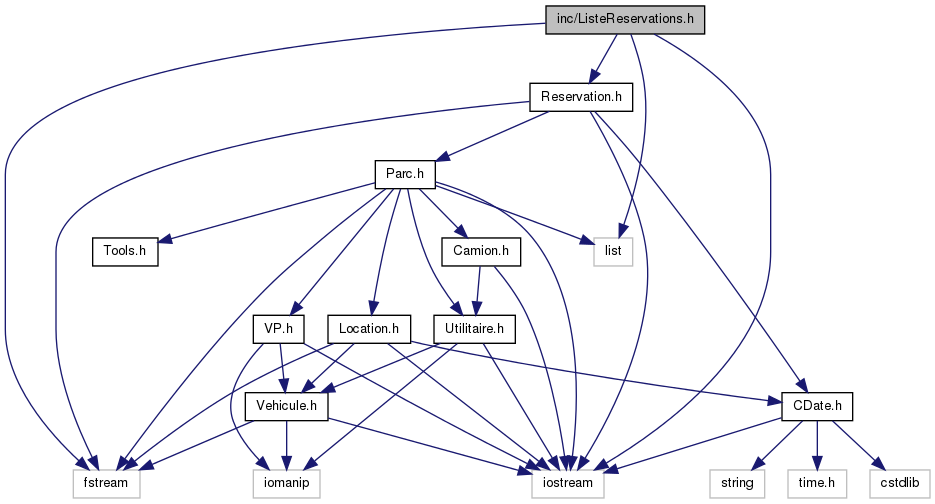 inc/ListeReservations.h
Reservation.h
Parc.h
Tools.h
Camion.h
list
VP.h
Location.h
Utilitaire.h
Vehicule.h
CDate.h
fstream
iomanip
iostream
string
time.h
cstdlib